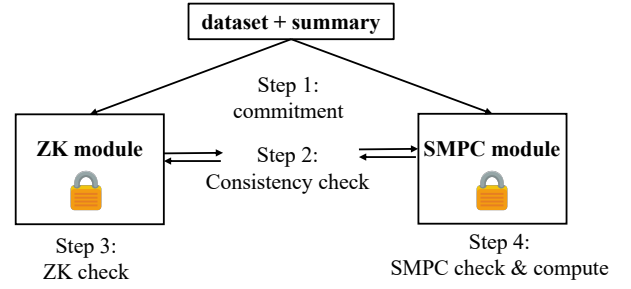 dataset + summary
Step 1:
commitment
ZK module
Step 2:
Consistency check
SMPC module
Step 3:
ZK check
Step 4:
SMPC check & compute